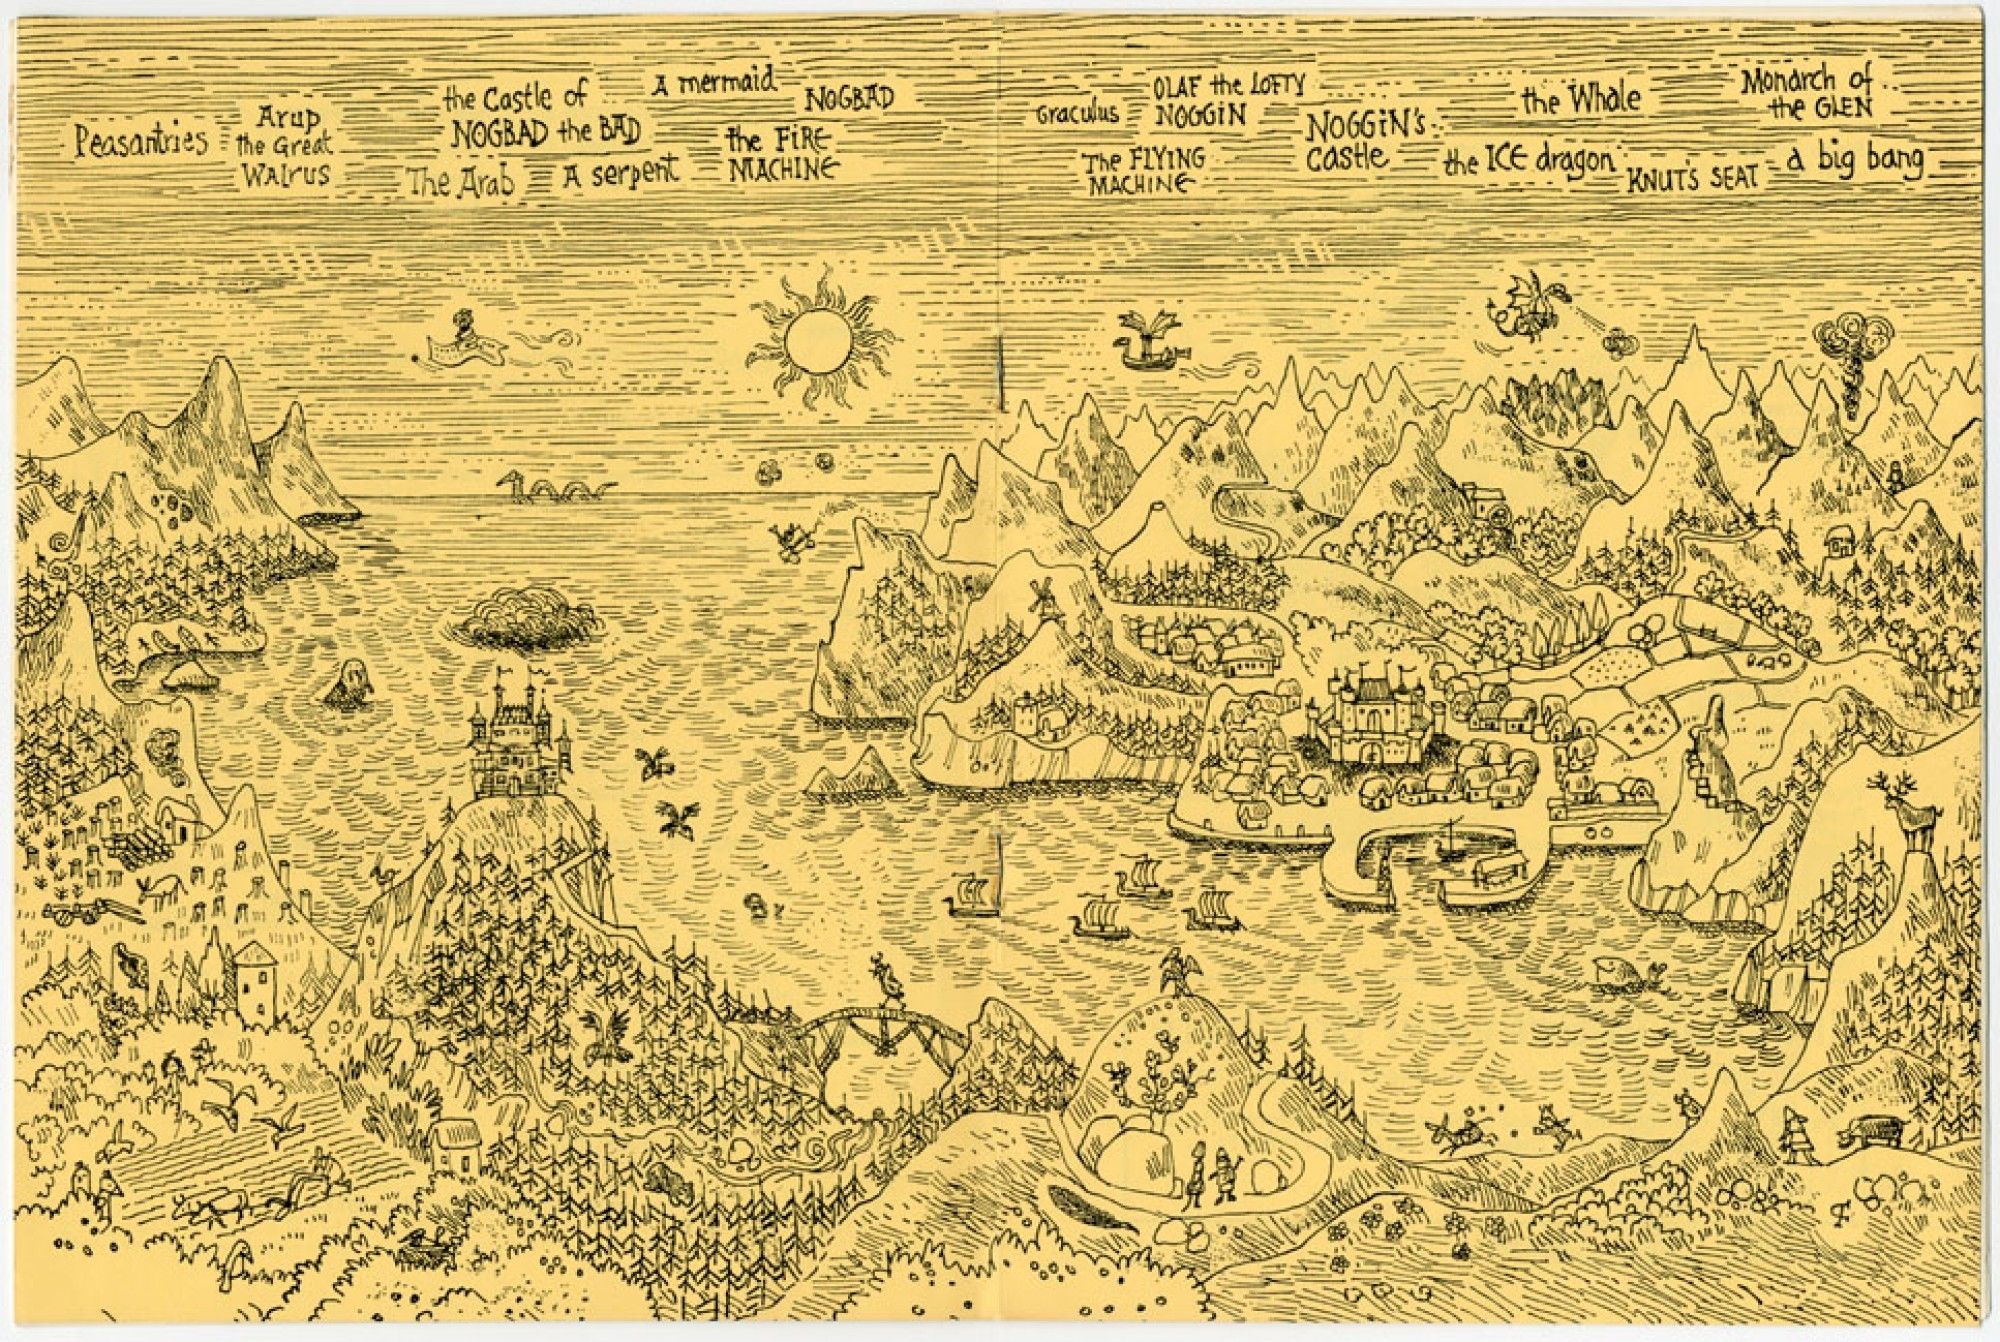 Peasantries
Arup
the Great
WALRUS
the Castle of
NOGBAD the BAD
The Arab
A serpent
A mermaid
NOGBAD
the FIRE
MACHINE
Graculus
OLAF the LOFTY
NOGGIN
The FLYING
MACHINE
NOGGIN'S
castle
the Whale
the ICE dragon
KNUT'S SEAT
Monarch of
the GLEN
a big bang